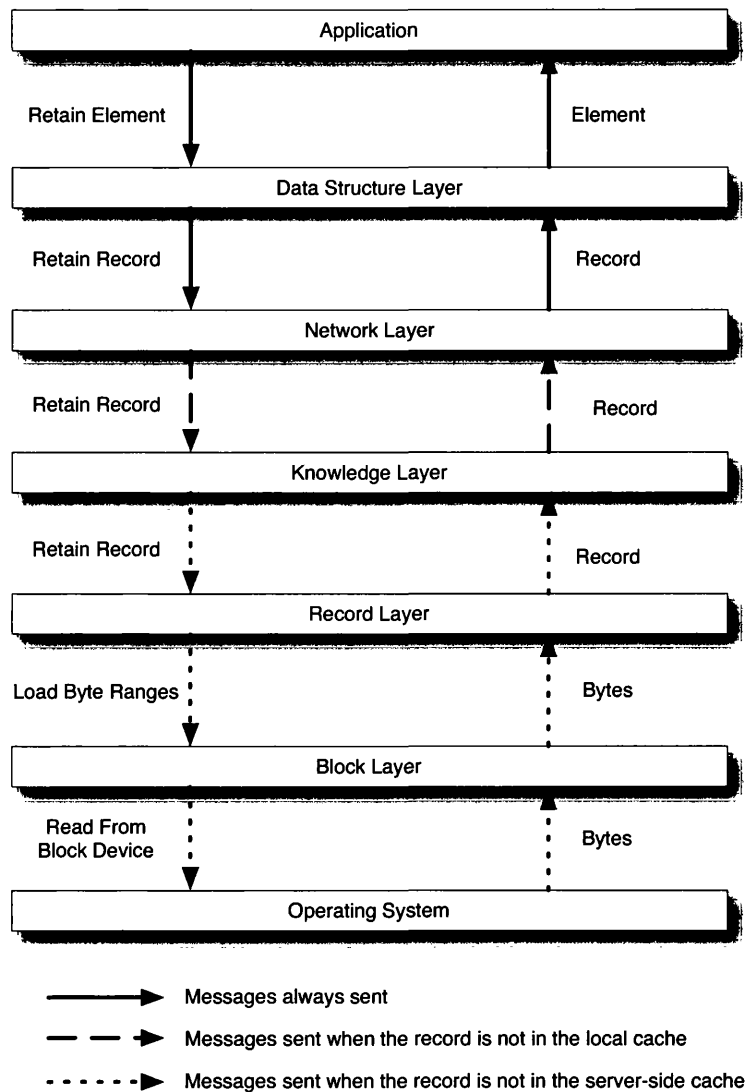 Application
Retain Element
Element
Data Structure Layer
Retain Record
Record
Network Layer
Retain Record
Record
Knowledge Layer
Retain Record
Record
Record Layer
Load Byte Ranges
Bytes
Block Layer
Read From
Block Device
Bytes
Operating System
Messages always sent
Messages sent when the record is not in the local cache
Messages sent when the record is not in the server-side cache